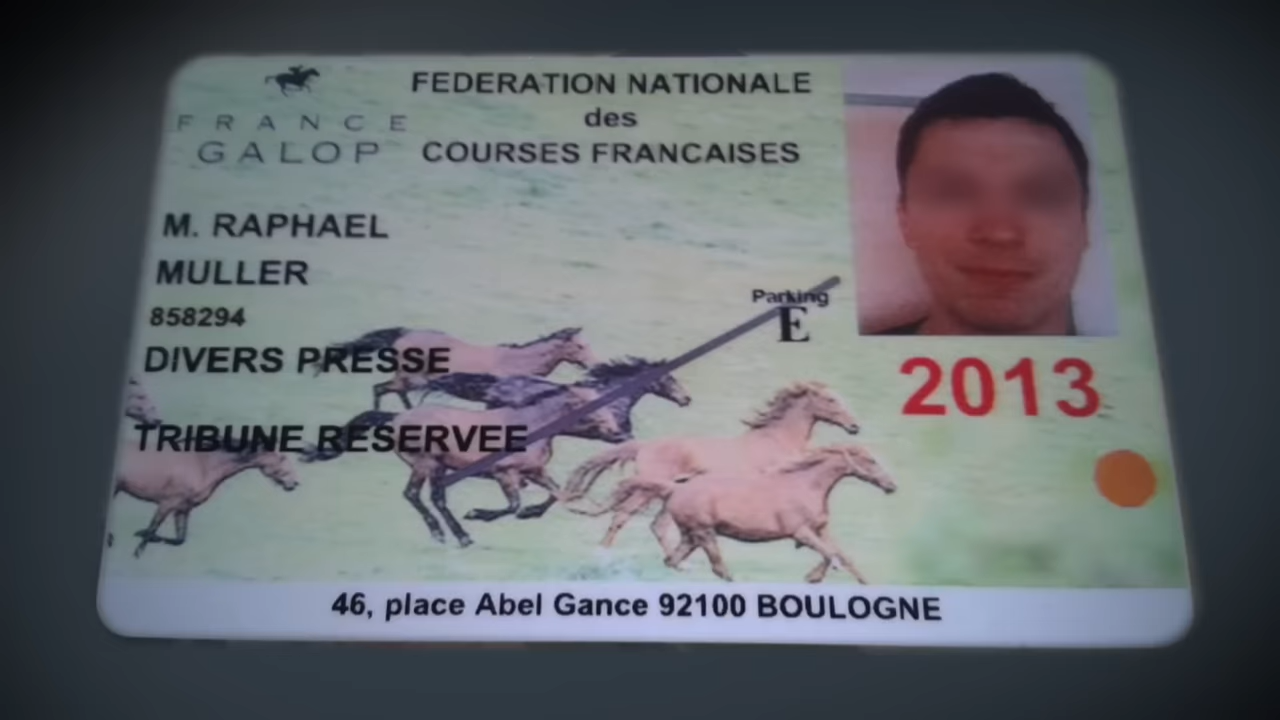 FRANCE
GALOP
FEDERATION NATIONALE
des
COURSES FRANCAISES
M. RAPHAEL
MULLER
858294
DIVERS PRESSE
TRIBUNE RESERVEE
Parking
E
2013
46, place Abel Gance 92100 BOULOGNE